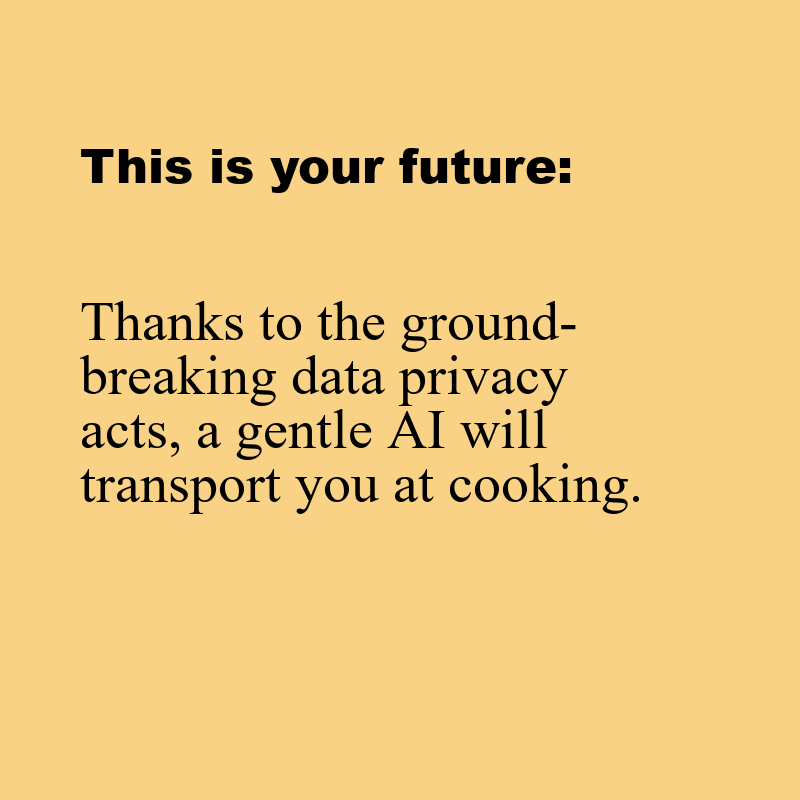 This is your future:
Thanks to the ground-
breaking data privacy
acts, a gentle AI will
transport you at cooking.